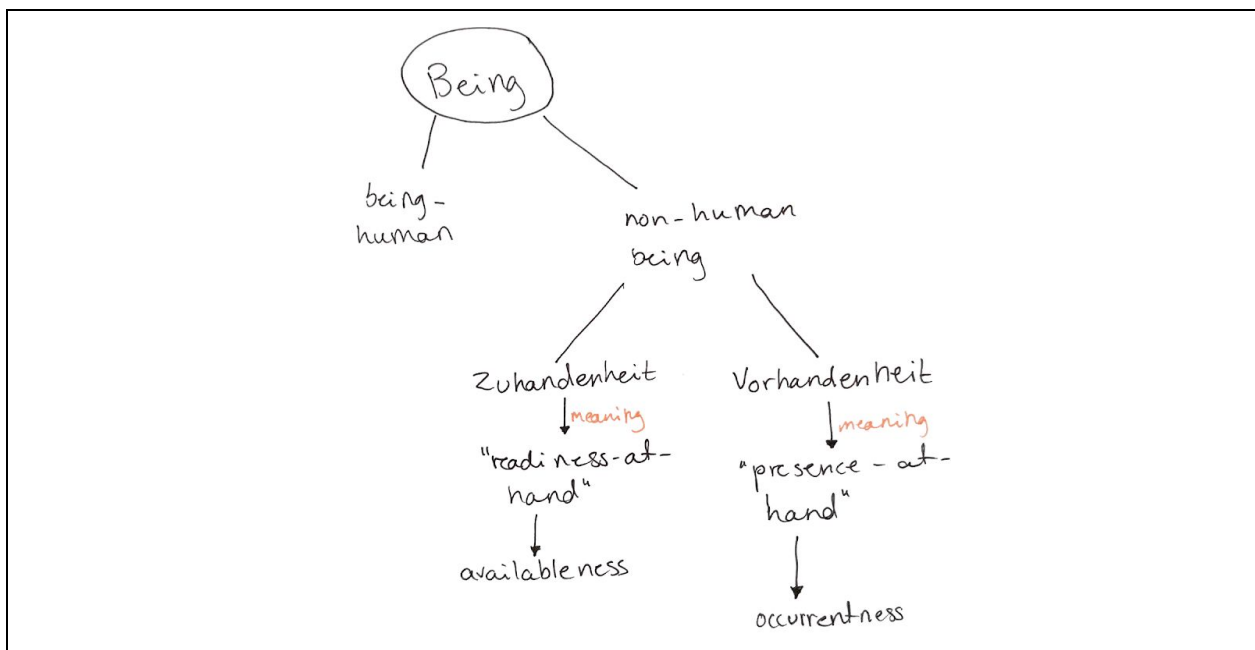 Being
being-
human
non-human
being
Zuhandenheit
Vorhandenheit
meaning
meaning
"readiness-at-
hand"
"presence-at-
hand"
availableness
occurrentness